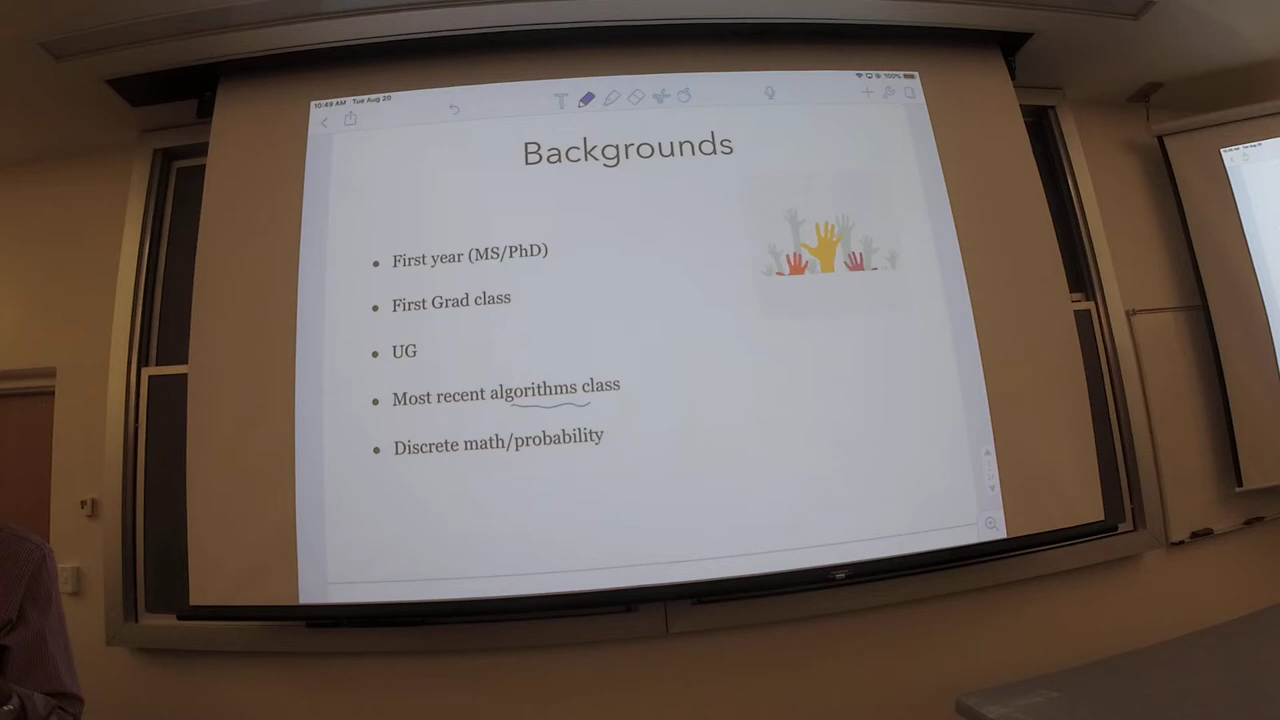 10:49 AM Tue Aug 20
100%
Backgrounds
First year (MS/PhD)
First Grad class
UG
Most recent algorithms class
Discrete math/probability